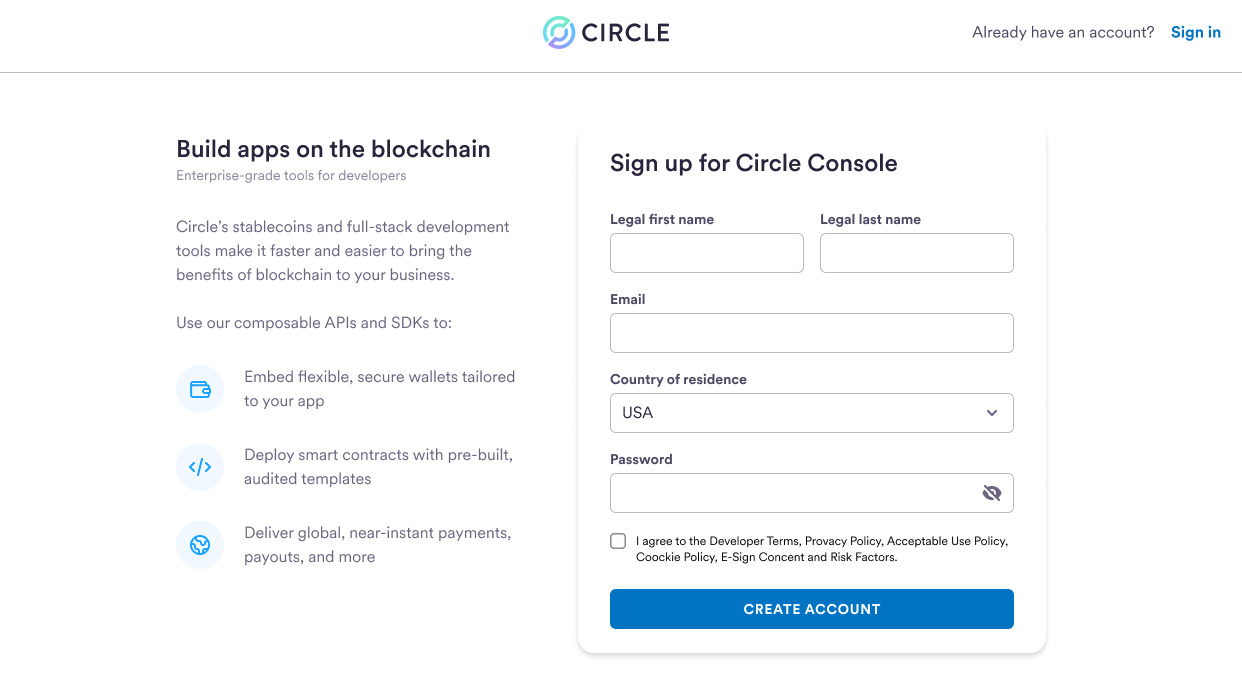 CIRCLE
Already have an account? Sign in
Build apps on the blockchain
Enterprise-grade tools for developers
Circle’s stablecoins and full-stack development
tools make it faster and easier to bring the
benefits of blockchain to your business.
Use our composable APIs and SDKs to:
Embed flexible, secure wallets tailored
to your app
Deploy smart contracts with pre-built,
audited templates
Deliver global, near-instant payments,
payouts, and more
Sign up for Circle Console
Legal first name Legal last name
Email
Country of residence
USA
Password
I agree to the Developer Terms, Provacy Policy, Acceptable Use Policy,
Coockie Policy, E-Sign Concent and Risk Factors.
CREATE ACCOUNT